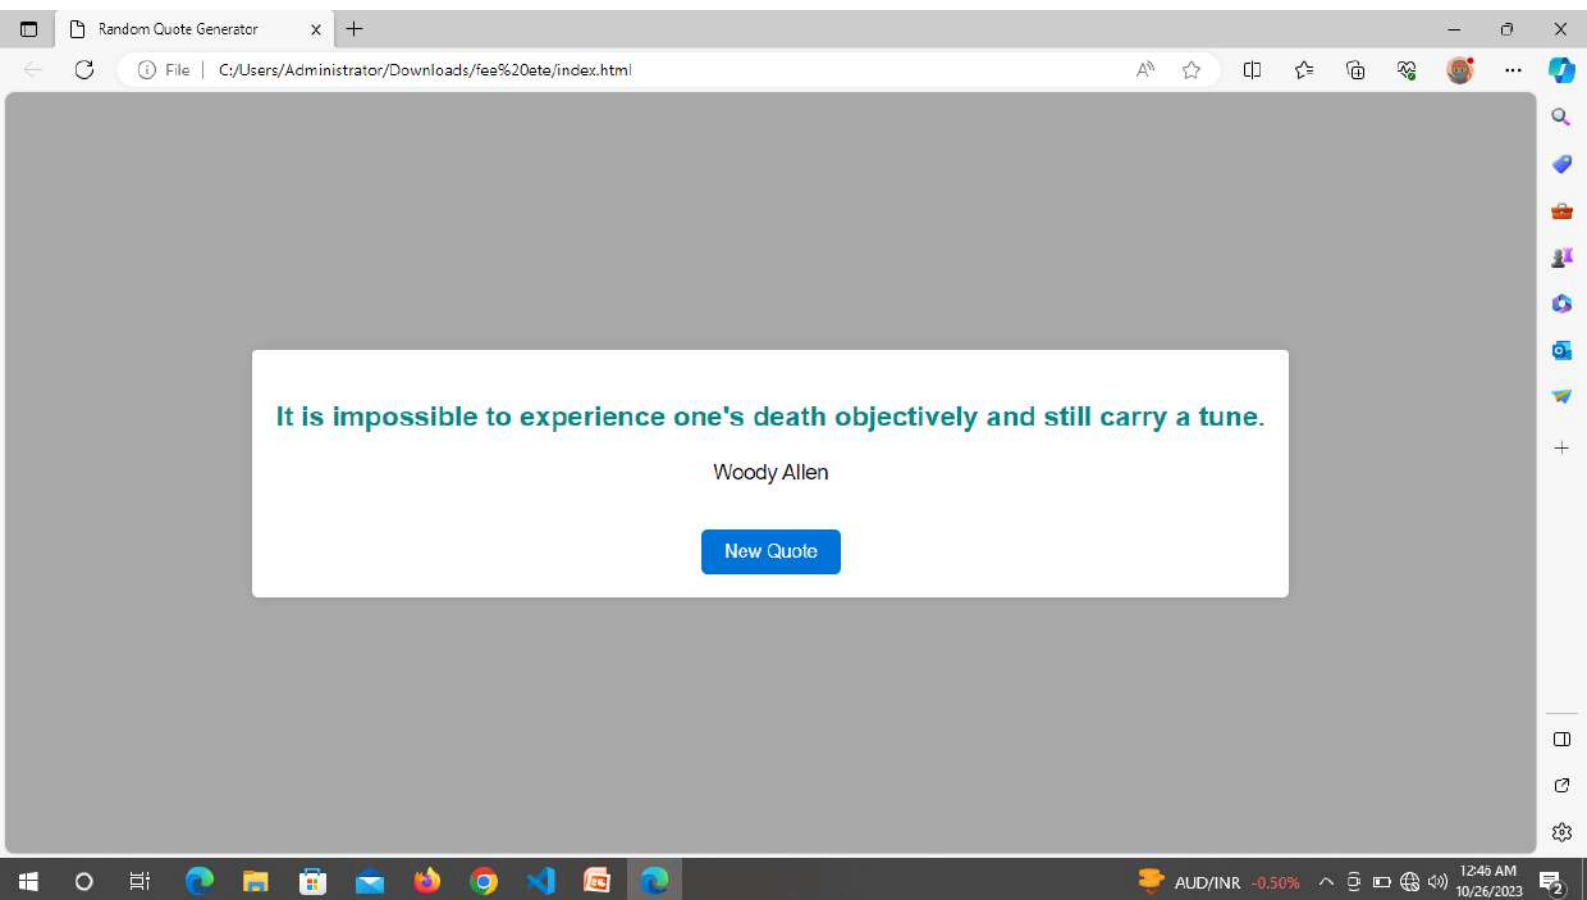 Random Quote Generator
File | C:/Users/Administrator/Downloads/fee%20ete/index.html
It is impossible to experience one's death objectively and still carry a tune.
Woody Allen
New Quote
AUD/INR -0.50%
12:46 AM
10/26/2023
2